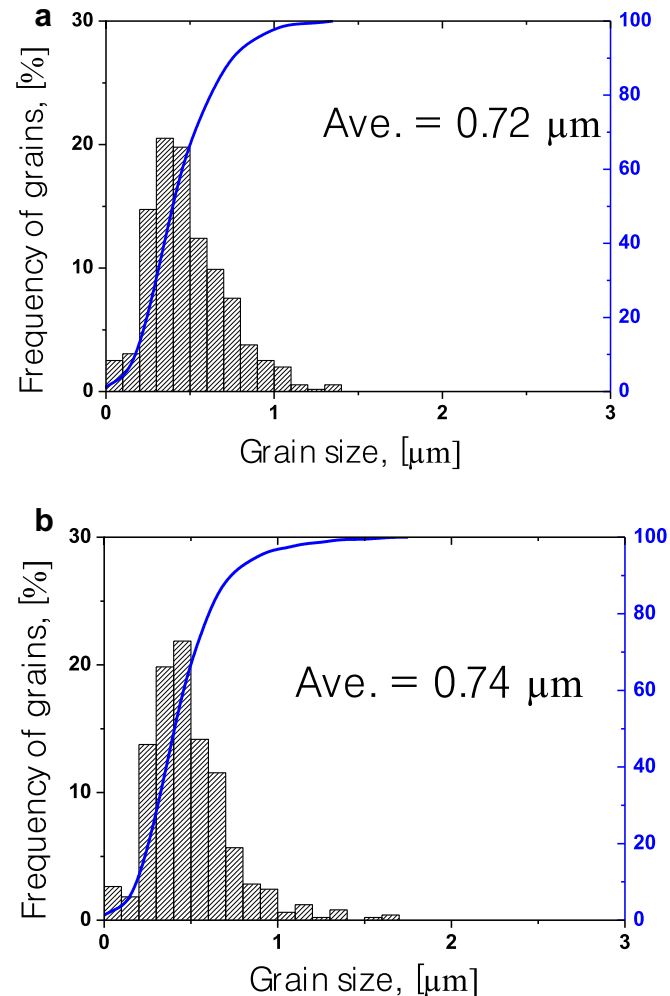 a
30
20
10
0
Frequency of grains, [%]
100
80
60
40
20
0
Ave. = 0.72 µm
0 1 2 3
Grain size, [µm]
b
30
20
10
0
Frequency of grains, [%]
100
80
60
40
20
0
Ave. = 0.74 µm
0 1 2 3
Grain size, [µm]